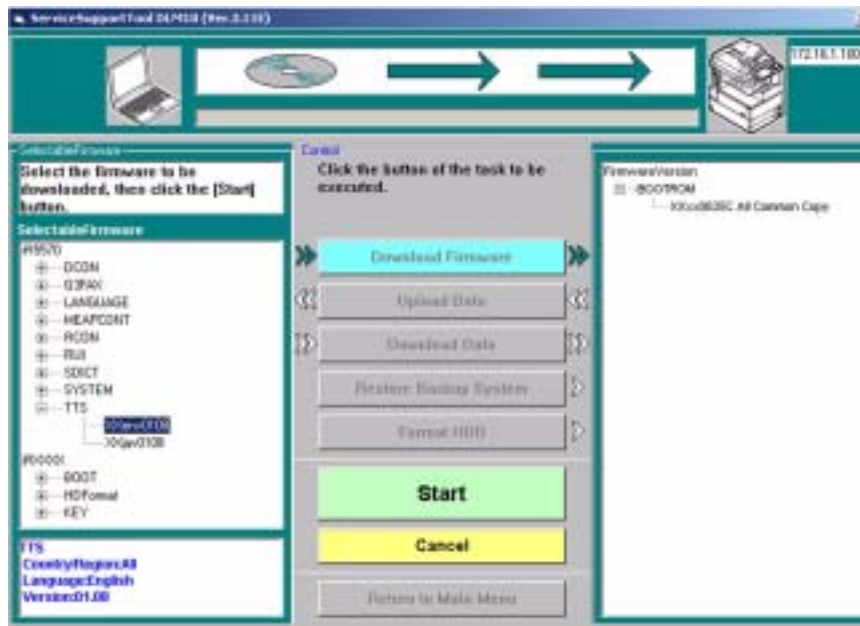 ServiceSupportTool
172.16.1.100
SelectableFirmware
Select the firmware to be
downloaded, then click the [Start]
button.
SelectableFirmware
DCON
G3FAX
LANGUAGE
MEAPCONT
RCON
RUI
SDICT
SYSTEM
TTS
BOOT
HDFormat
KEY
TTS
Country/Region:All
Language:English
Version:01.08
Control
Click the button of the task to be
executed.
Download Firmware
Upload Data
Download Data
Restore Backup System
Format HDD
Start
Cancel
Return to Main Menu
FirmwareVersion
BOOTROM
All Common